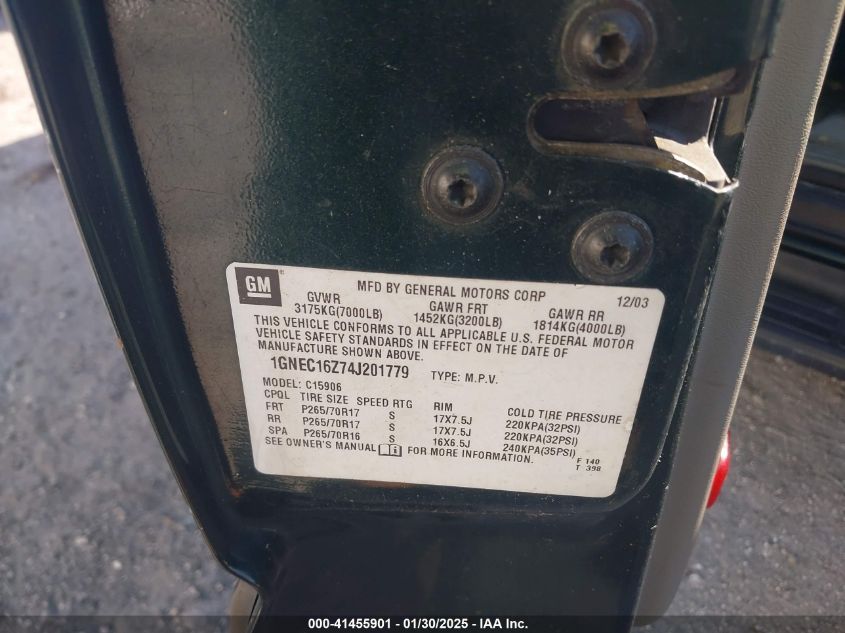 GM ® MFD BY GENERAL MOTORS CORP 12/03
GVWR GAWR FRT GAWR RR
3175KG(7000LB) 1452KG(3200LB) 1814KG(4000LB)
THIS VEHICLE CONFORMS TO ALL APPLICABLE U.S. FEDERAL MOTOR
VEHICLE SAFETY STANDARDS IN EFFECT ON THE DATE OF
MANUFACTURE SHOWN ABOVE.
1GNEC16Z74J201779 TYPE: M.P.V.
MODEL: C15906
CPQL TIRE SIZE SPEED RTG RIM COLD TIRE PRESSURE
FRT P265/70R17 S 17X7.5J 220KPA(32PSI)
RR P265/70R17 S 17X7.5J 220KPA(32PSI)
SPA P265/70R16 S 16X6.5J 240KPA(35PSI)
SEE OWNER'S MANUAL i FOR MORE INFORMATION.
F 140
T 398
000-41455901 - 01/30/2025 - IAA Inc.